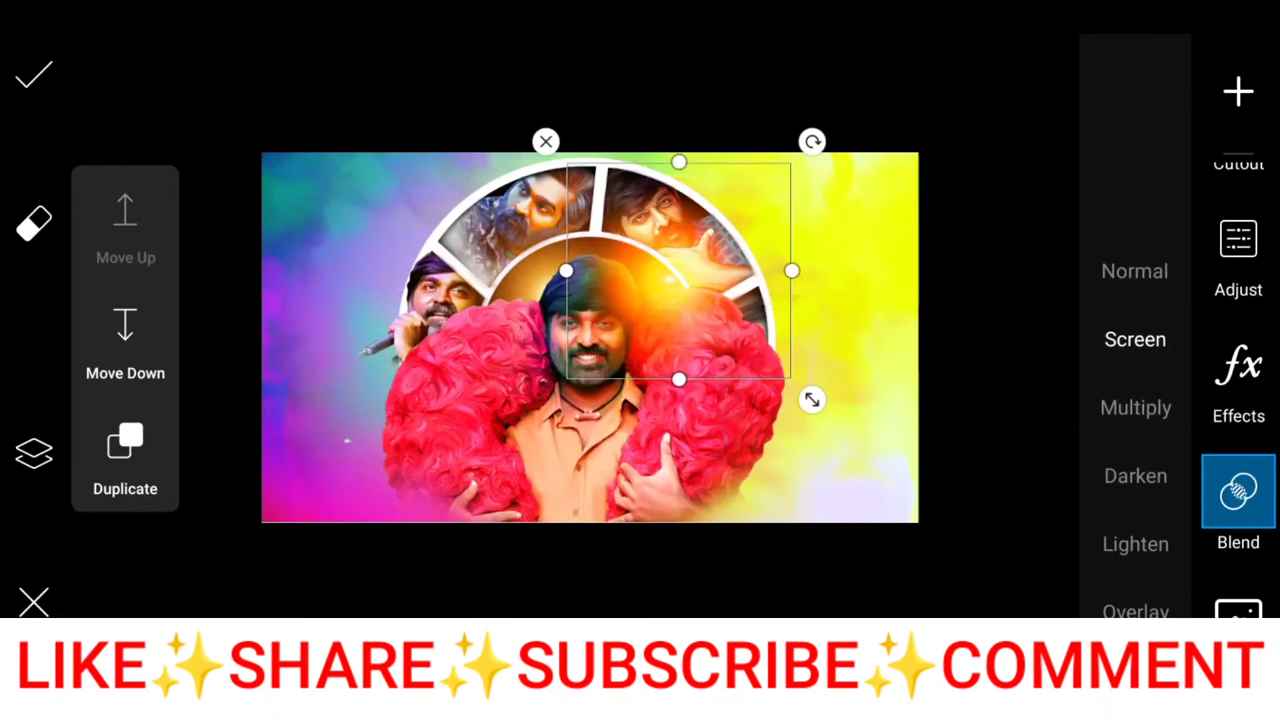 Cutout
Move Up
Normal
Adjust
Screen
Move Down
Multiply
Effects
Darken
Duplicate
Lighten
Blend
Overlay
LIKE✨SHARE✨SUBSCRIBE✨COMMENT